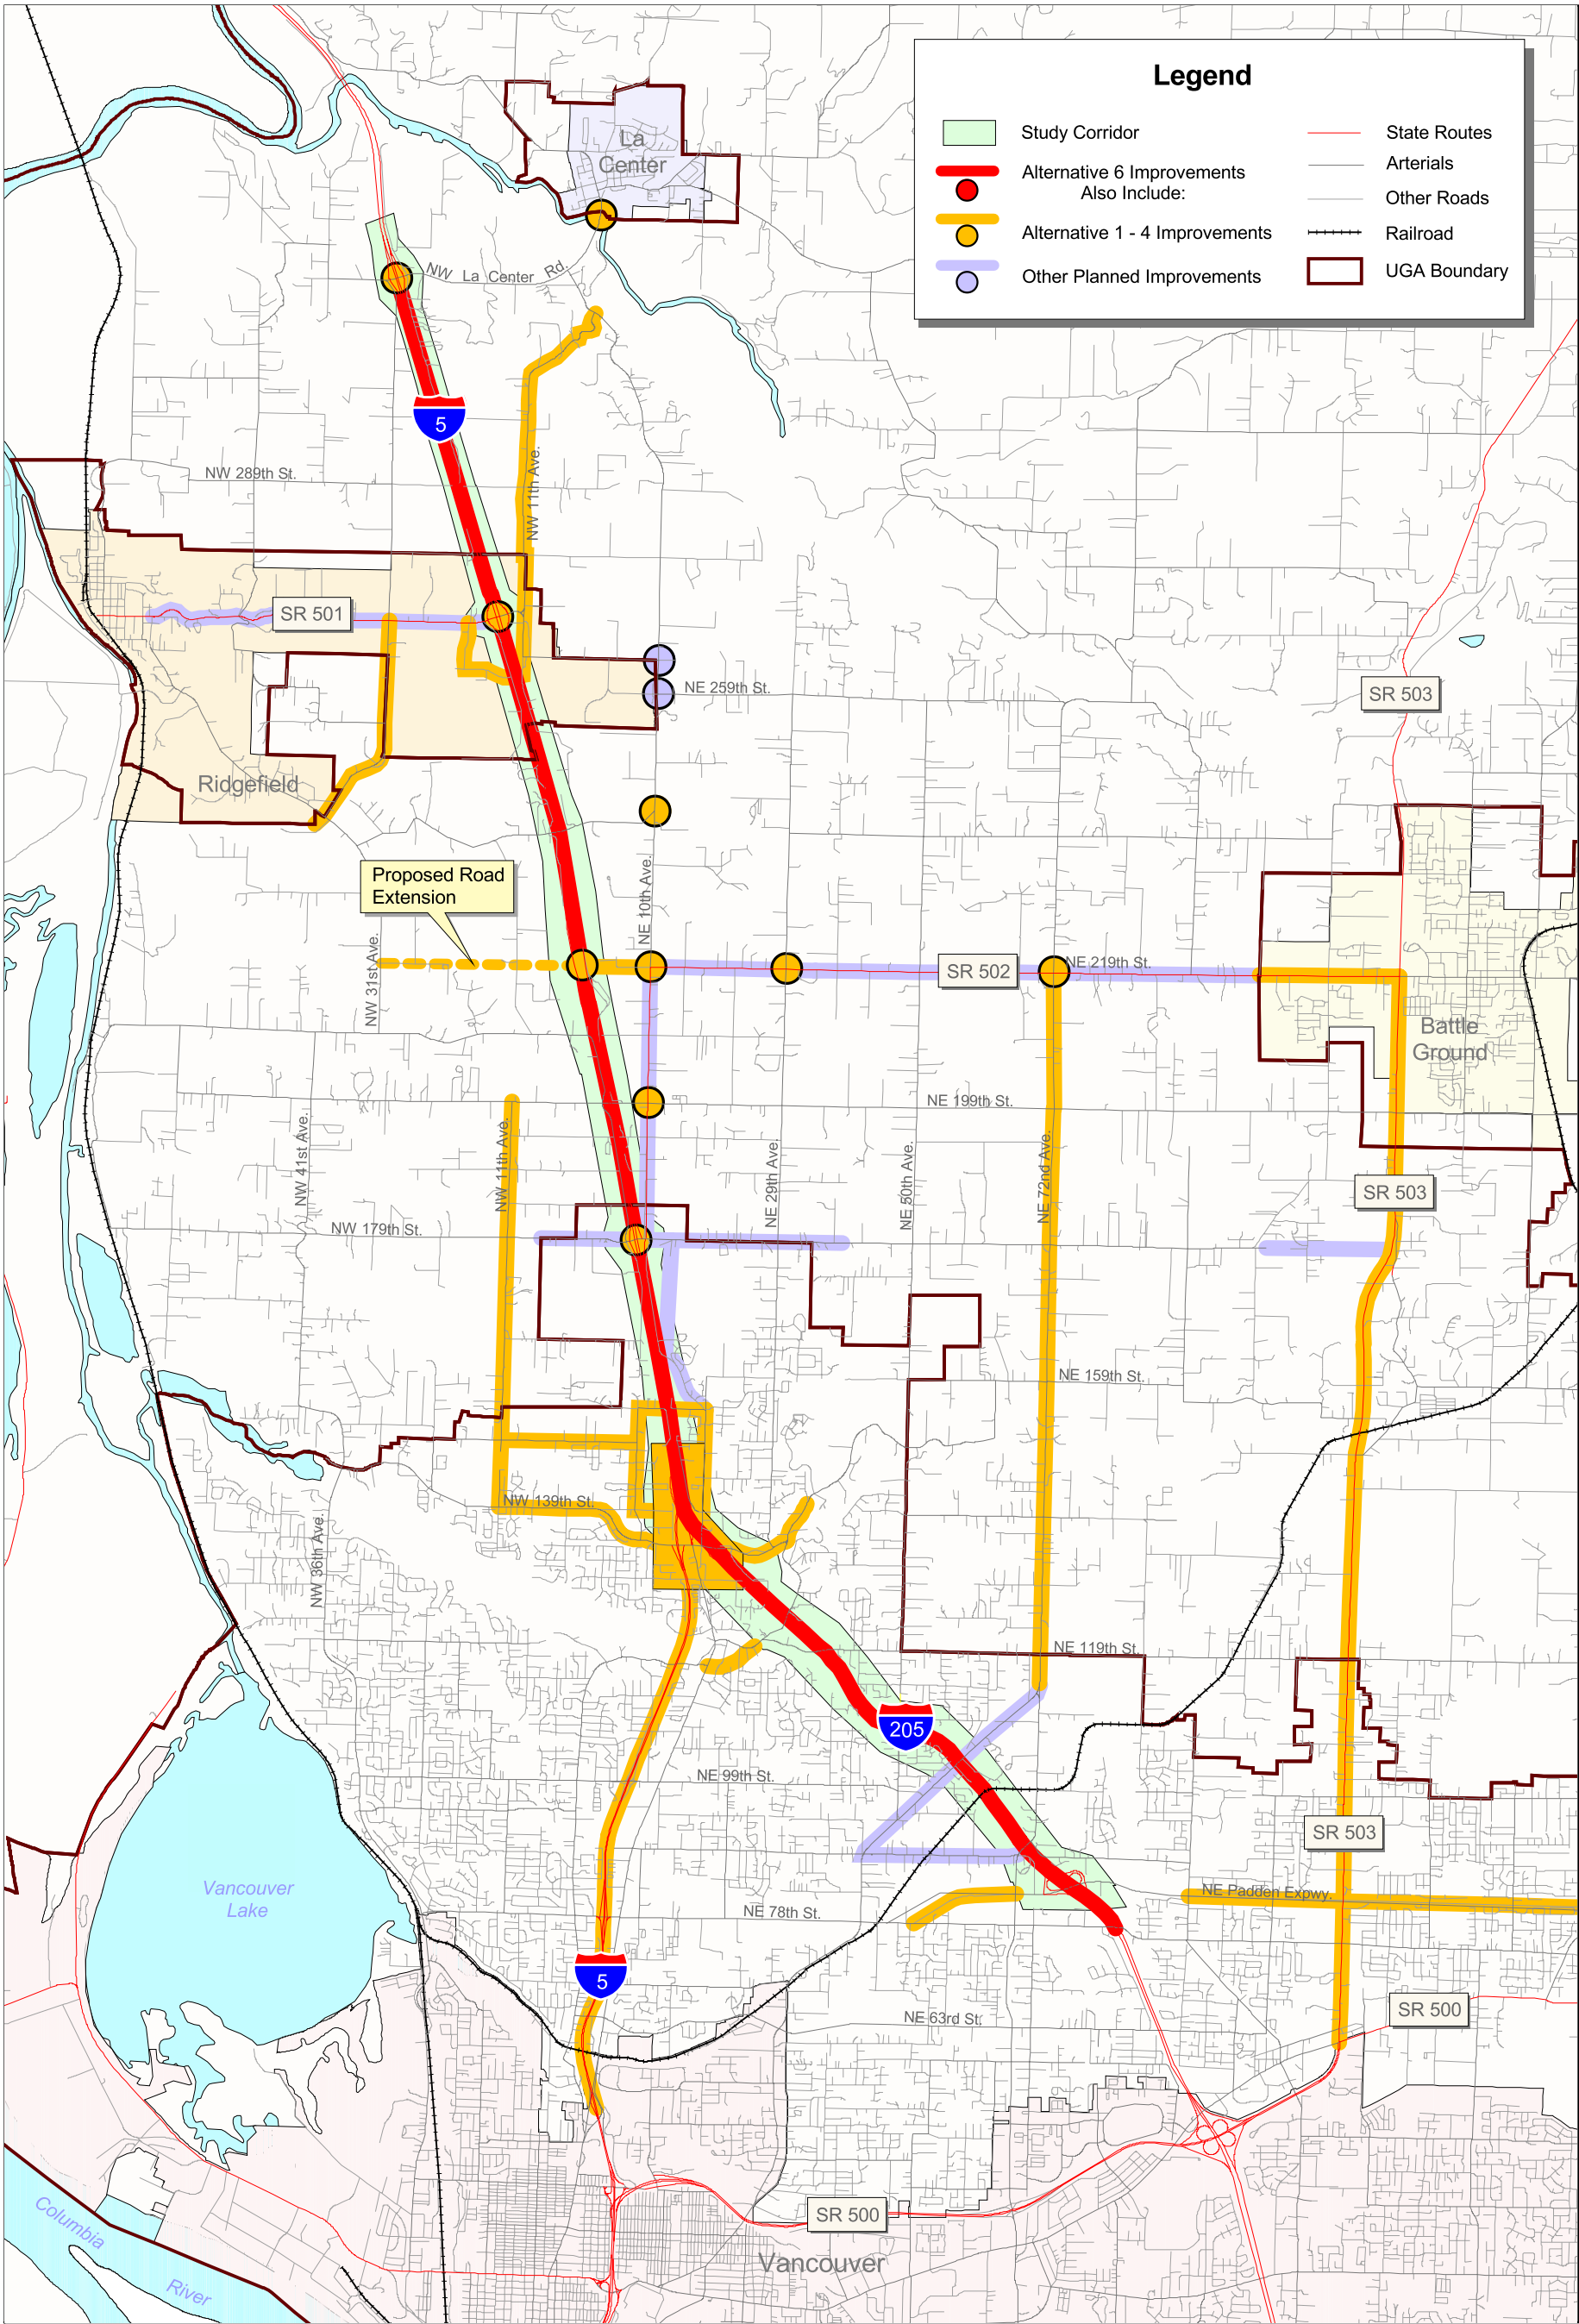 Legend
Study Corridor
Alternative 6 Improvements
Also Include:
Alternative 1 - 4 Improvements
Other Planned Improvements
State Routes
Arterials
Other Roads
Railroad
UGA Boundary
La
Center
NW La Center Rd.
5
NW 289th St.
NW 11th Ave.
SR 501
NE 259th St.
SR 503
Ridgefield
Proposed Road
Extension
NE 10th Ave.
NW 31st Ave.
SR 502
NE 219th St.
Battle
Ground
NE 199th St.
NW 41st Ave.
NW 11th Ave.
NE 29th Ave.
NE 50th Ave.
NE 72nd Ave.
SR 503
NW 179th St.
NE 159th St.
NW 139th St.
NW 36th Ave.
NE 119th St.
205
NE 99th St.
SR 503
Vancouver
Lake
NE Padden Expwy.
NE 78th St.
5
SR 500
NE 63rd St.
SR 500
Columbia
River
Vancouver